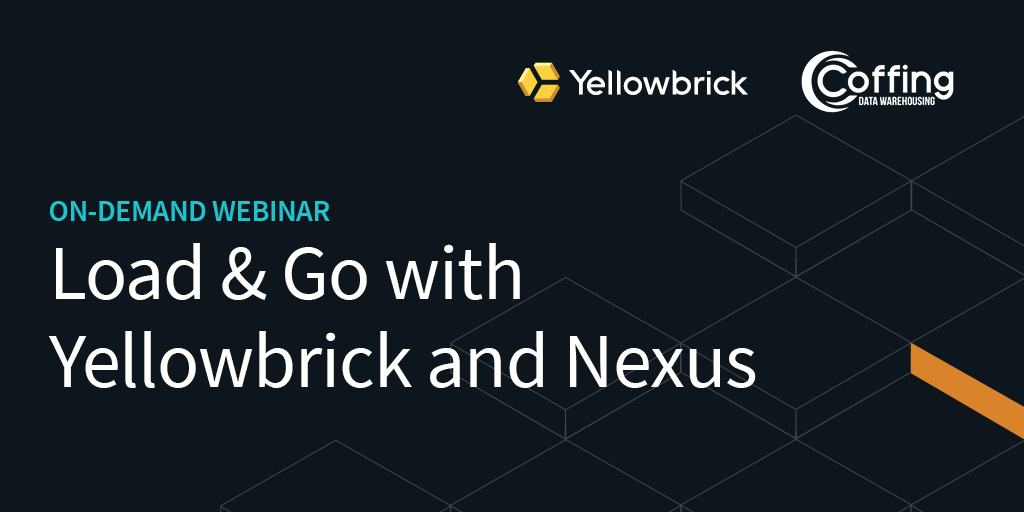 Yellowbrick
Coffing
DATA WAREHOUSING
ON-DEMAND WEBINAR
Load & Go with
Yellowbrick and Nexus